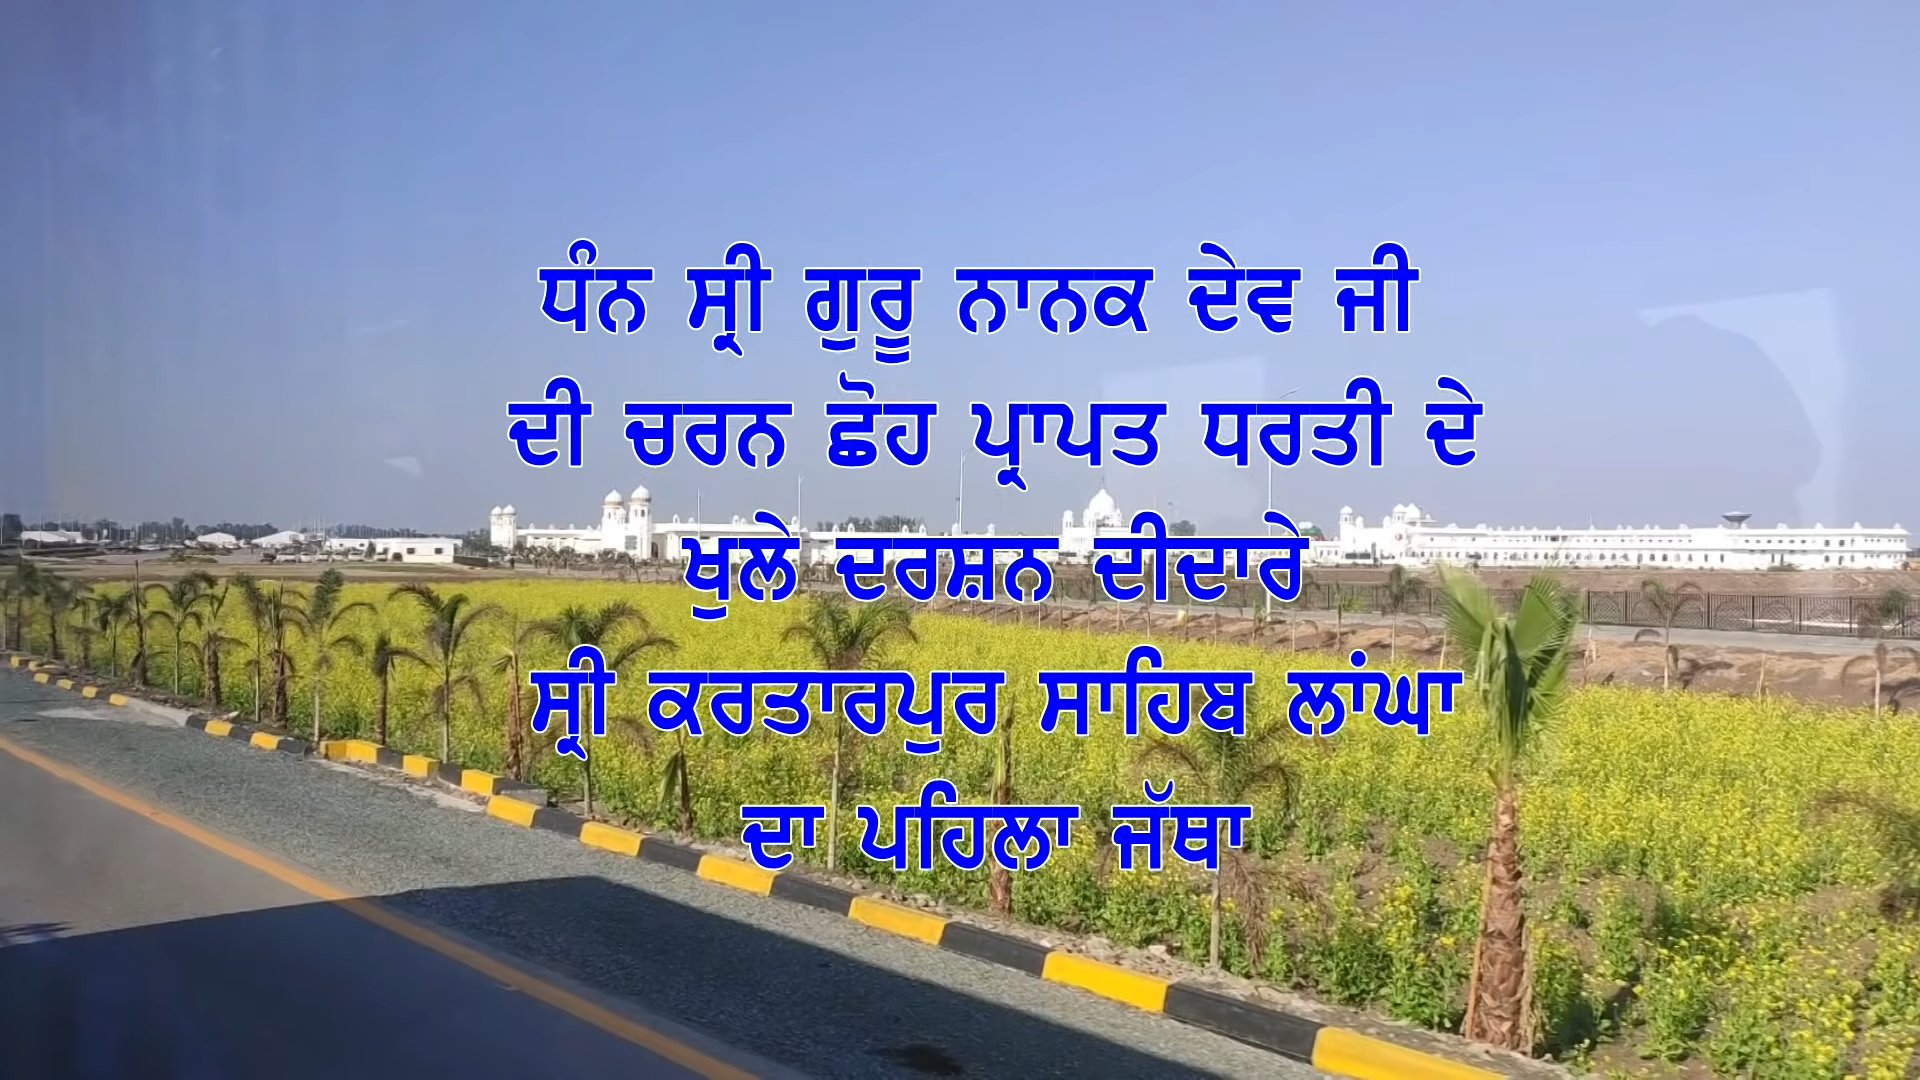 ਧੰਨ ਸ੍ਰੀ ਗੁਰੂ ਨਾਨਕ ਦੇਵ ਜੀ
ਦੀ ਚਰਨ ਛੋਹ ਪ੍ਰਾਪਤ ਧਰਤੀ ਦੇ
ਖੁਲੇ ਦਰਸ਼ਨ ਦੀਦਾਰੇ
ਸ੍ਰੀ ਕਰਤਾਰਪੁਰ ਸਾਹਿਬ ਲਾਂਘਾ
ਦਾ ਪਹਿਲਾ ਜੱਥਾ